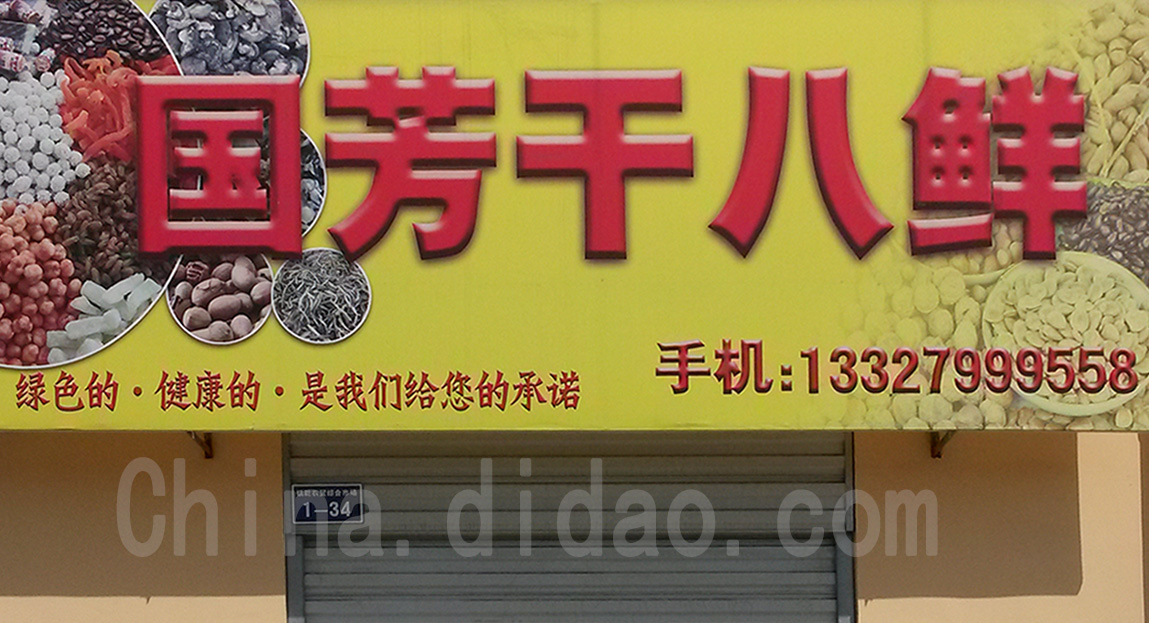 国芳干八鲜
绿色的·健康的·是我们给您的承诺
手机:13327999558
1—34
China.didao.com